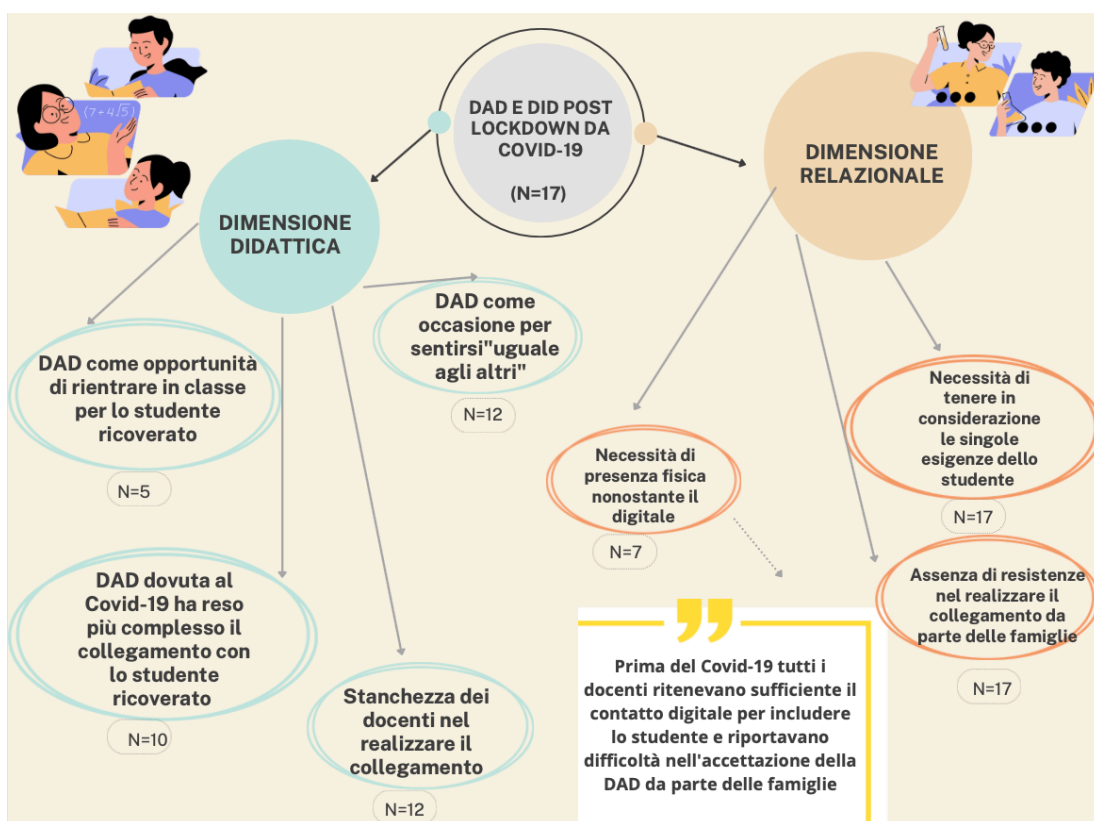 (7+4√5)
DAD E DID POST
LOCKDOWN DA
COVID-19
(N=17)
DIMENSIONE
DIDATTICA
DIMENSIONE
RELAZIONALE
DAD come opportunità
di rientrare in classe
per lo studente
ricoverato
N=5
DAD come
occasione per
sentirsi"uguale
agli altri"
N=12
DAD dovuta al
Covid-19 ha reso
più complesso il
collegamento con
lo studente
ricoverato
N=10
Stanchezza dei
docenti nel
realizzare il
collegamento
N=12
Necessità di
presenza fisica
nonostante il
digitale
N=7
Necessità di
tenere in
considerazione
le singole
esigenze dello
studente
N=17
Assenza di resistenze
nel realizzare il
collegamento da
parte delle famiglie
N=17
Prima del Covid-19 tutti i
docenti ritenevano sufficiente il
contatto digitale per includere
lo studente e riportavano
difficoltà nell'accettazione della
DAD da parte delle famiglie